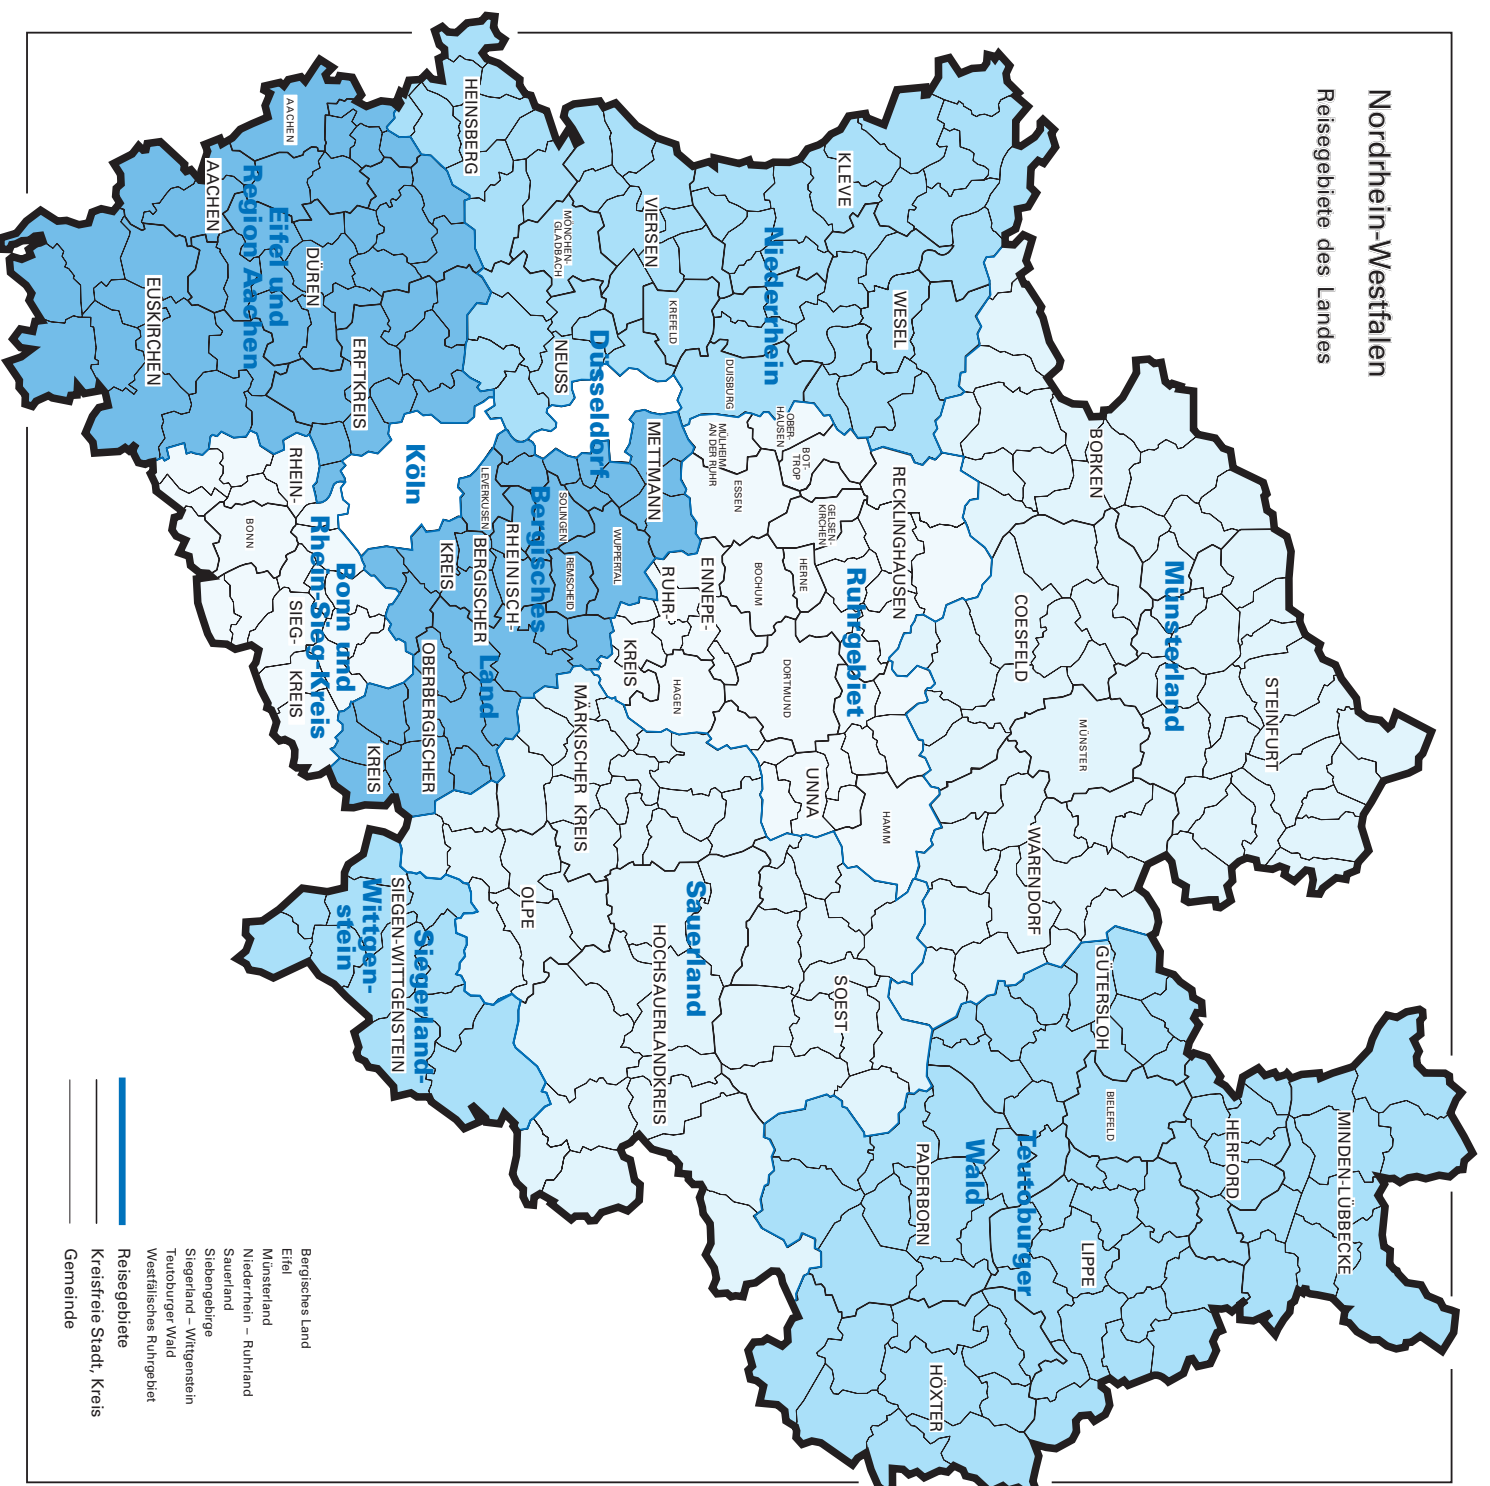 Nordrhein-Westfalen
Reisegebiete des Landes
STEINFURT
Münsterland
BORKEN
MÜNSTER
COESFELD
WARENDORF
MINDEN-LÜBBECKE
HERFORD
GÜTERSLOH
BIELEFELD
LIPPE
Teutoburger
Wald
PADERBORN
HÖXTER
KLEVE
WESEL
Niederrhein
VIERSEN
KREFELD
DUISBURG
MÖNCHEN-
GLADBACH
NEUSS
HEINSBERG
RECKLINGHAUSEN
Ruhrgebiet
OBER-
HAUSEN
BOT-
TROP
GELSEN-
KIRCHEN
MÜLHEIM
AN DER RUHR
ESSEN
HERNE
BOCHUM
DORTMUND
UNNA
HAMM
ENNEPE-
RUHR-
KREIS
HAGEN
Düsseldorf
METTMANN
WUPPERTAL
SOLINGEN
REMSCHEID
LEVERKUSEN
Bergisches
Land
RHEINISCH-
BERGISCHER
KREIS
OBERBERGISCHER
KREIS
MÄRKISCHER KREIS
Sauerland
SOEST
HOCHSAUERLANDKREIS
OLPE
Siegerland-
Wittgen-
stein
SIEGEN-WITTGENSTEIN
Köln
Bonn und
Rhein-Sieg-Kreis
RHEIN-
SIEG-
KREIS
BONN
AACHEN
AACHEN
Eifel und
Region Aachen
DÜREN
ERFTKREIS
EUSKIRCHEN
Bergisches Land
Eifel
Münsterland
Niederrhein – Ruhrland
Sauerland
Siebengebirge
Siegerland – Wittgenstein
Teutoburger Wald
Westfälisches Ruhrgebiet
Reisegebiete
Kreisfreie Stadt, Kreis
Gemeinde